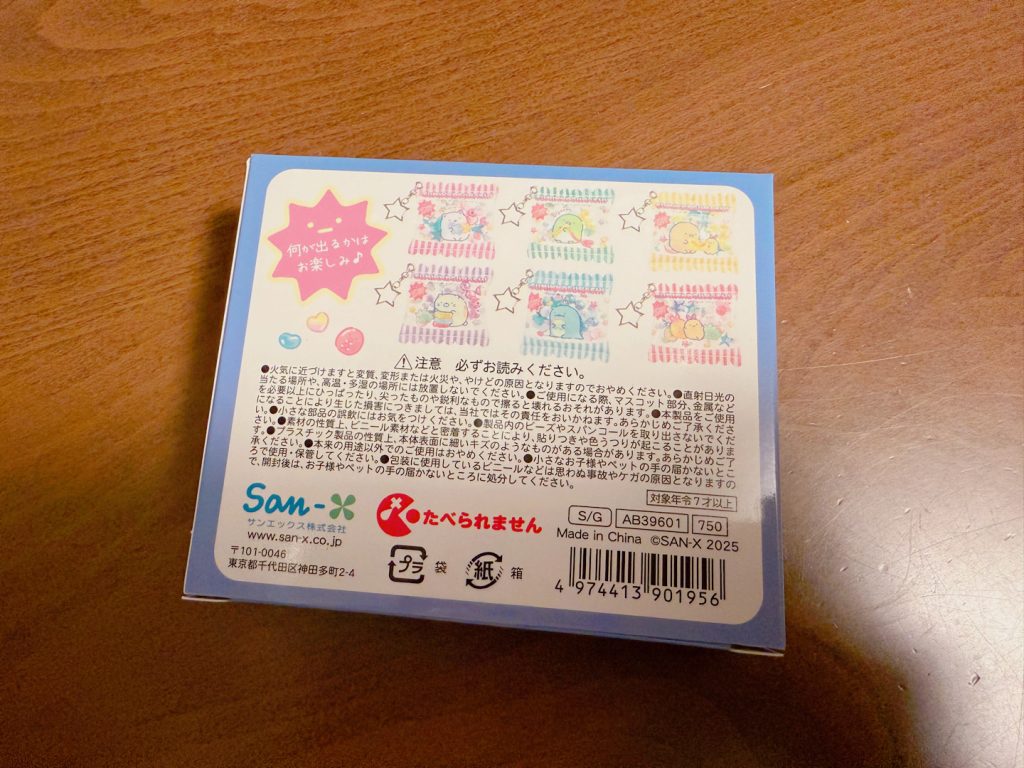 何が出るかは
お楽しみ♪
⚠注意 必ずお読みください。
●火気に近づけますと変質、変形または火災や、やけどの原因となりますのでおやめください。●直射日光の
当たる場所や、高温・多湿の場所には放置しないでください。●ご使用になる際、マスコット部分、金属など
を必要以上にひっぱったり、尖ったものや鋭利なもので擦ると壊れるおそれがあります。●本製品をご使用
になることにより生じた損害につきましては、当社ではその責任をおいかねます。あらかじめご了承くださ
い。●小さな部品の誤飲にはお気をつけください。●製品内のビーズやスパンコールを取り出さないでくだ
さい。●素材の性質上、ビニール素材などと密着することにより、貼りつきや色うつりが起こることがありま
す。●プラスチック製品の性質上、本体表面に細いキズのようなものがある場合があります。あらかじめご了
承ください。●本来の用途以外でのご使用はおやめください。●小さなお子様やペットの手の届かないとこ
ろで使用・保管してください。●包装に使用しているビニールなどは思わぬ事故やケガの原因となりますの
で、開封後は、お子様やペットの手の届かないところに処分してください。
対象年令7才以上
San-X
サンエックス株式会社
www.san-x.co.jp
〒101-0046
東京都千代田区神田多町2-4
たべられません
プラ 袋
紙 箱
S/G AB39601 750
Made in China ©SAN-X 2025
4 974413 901956